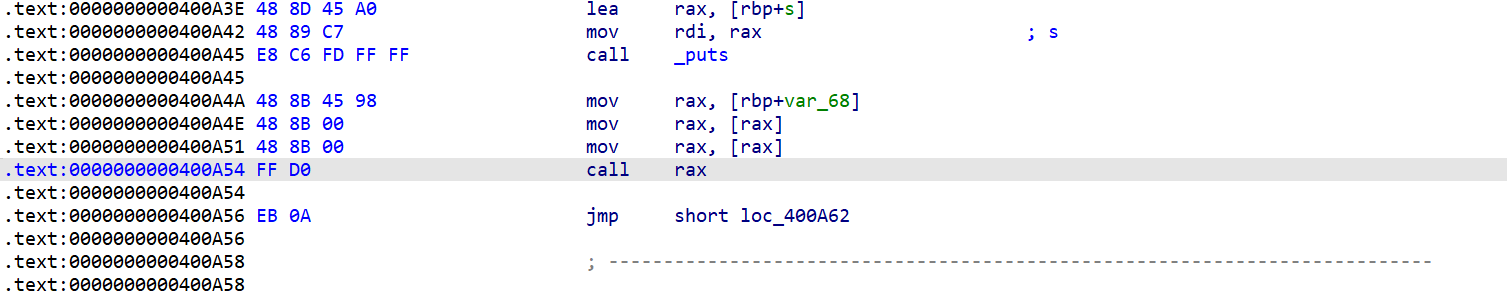 .text:0000000000400A3E 48 8D 45 A0 lea rax, [rbp+s]
.text:0000000000400A42 48 89 C7 mov rdi, rax ; s
.text:0000000000400A45 E8 C6 FD FF FF call _puts
.text:0000000000400A45
.text:0000000000400A4A 48 8B 45 98 mov rax, [rbp+var_68]
.text:0000000000400A4E 48 8B 00 mov rax, [rax]
.text:0000000000400A51 48 8B 00 mov rax, [rax]
.text:0000000000400A54 FF D0 call rax
.text:0000000000400A54
.text:0000000000400A56 EB 0A jmp short loc_400A62
.text:0000000000400A56
.text:0000000000400A58 ; ---------------------------------------------------------------------------
.text:0000000000400A58